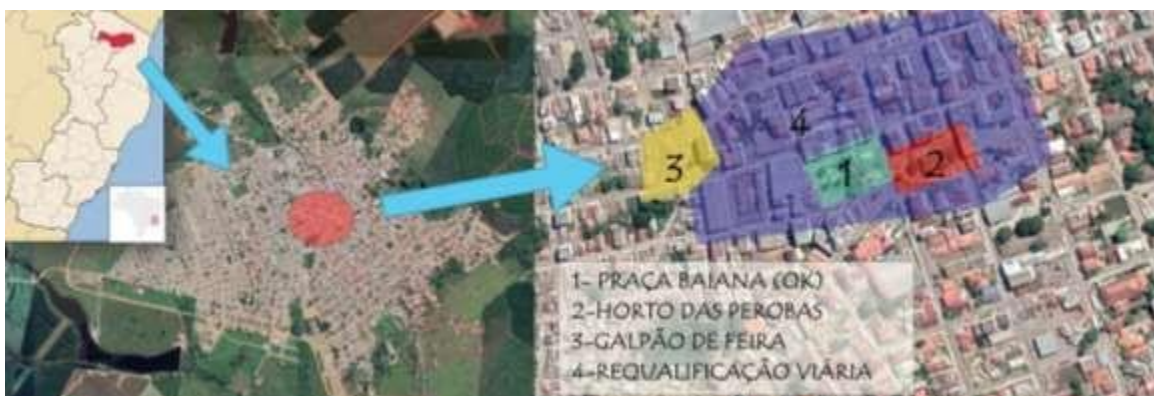 4
3
1
2
1- PRAÇA BAIANA (OK)
2-HORTO DAS PEROBAS
3-GALPÃO DE FEIRA
4-REQUALIFICAÇÃO VIÁRIA